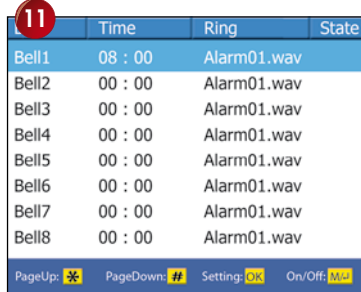 11 Time Ring State
Bell1 08 : 00 Alarm01.wav
Bell2 00 : 00 Alarm01.wav
Bell3 00 : 00 Alarm01.wav
Bell4 00 : 00 Alarm01.wav
Bell5 00 : 00 Alarm01.wav
Bell6 00 : 00 Alarm01.wav
Bell7 00 : 00 Alarm01.wav
Bell8 00 : 00 Alarm01.wav
PageUp: * PageDown: # Setting: OK On/Off: M/↵